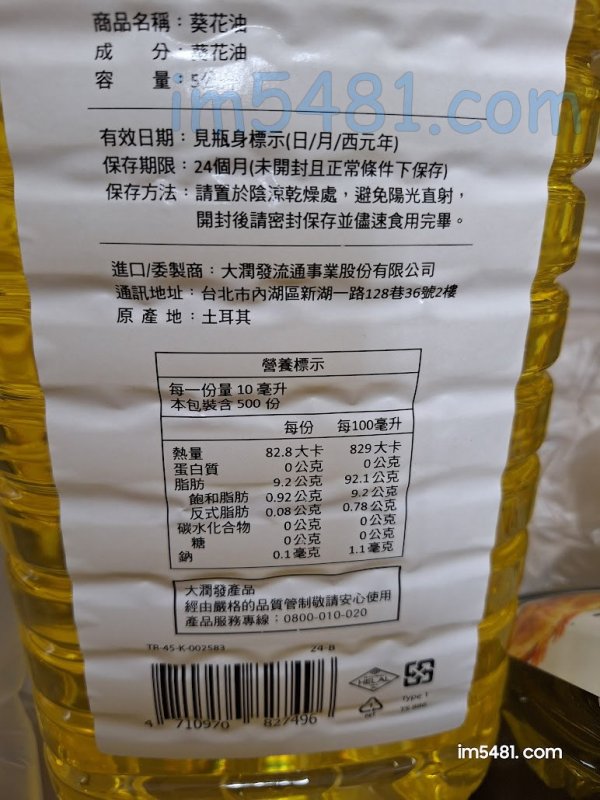 商品名稱：葵花油
成 分：葵花油
容 量：5公
im5481.com
有效日期：見瓶身標示(日/月/西元年)
保存期限：24個月(未開封且正常條件下保存)
保存方法：請置於陰涼乾燥處，避免陽光直射，
開封後請密封保存並儘速食用完畢。
進口/委製商：大潤發流通事業股份有限公司
通訊地址：台北市內湖區新湖一路128巷36號2樓
原 產 地：土耳其
營養標示
每一份量 10 毫升
本包裝含 500 份
每份 每100毫升
熱量 82.8 大卡 829 大卡
蛋白質 0 公克 0 公克
脂肪 9.2 公克 92.1 公克
飽和脂肪 0.92 公克 9.2 公克
反式脂肪 0.08 公克 0.78 公克
碳水化合物 0 公克 0 公克
糖 0 公克 0 公克
鈉 0.1 毫克 1.1 毫克
大潤發產品
經由嚴格的品質管制敬請安心使用
產品服務專線：0800-010-020
TR-45-K-002583 24-B
HELAL
Type 1
4 710970 827496
im5481. com